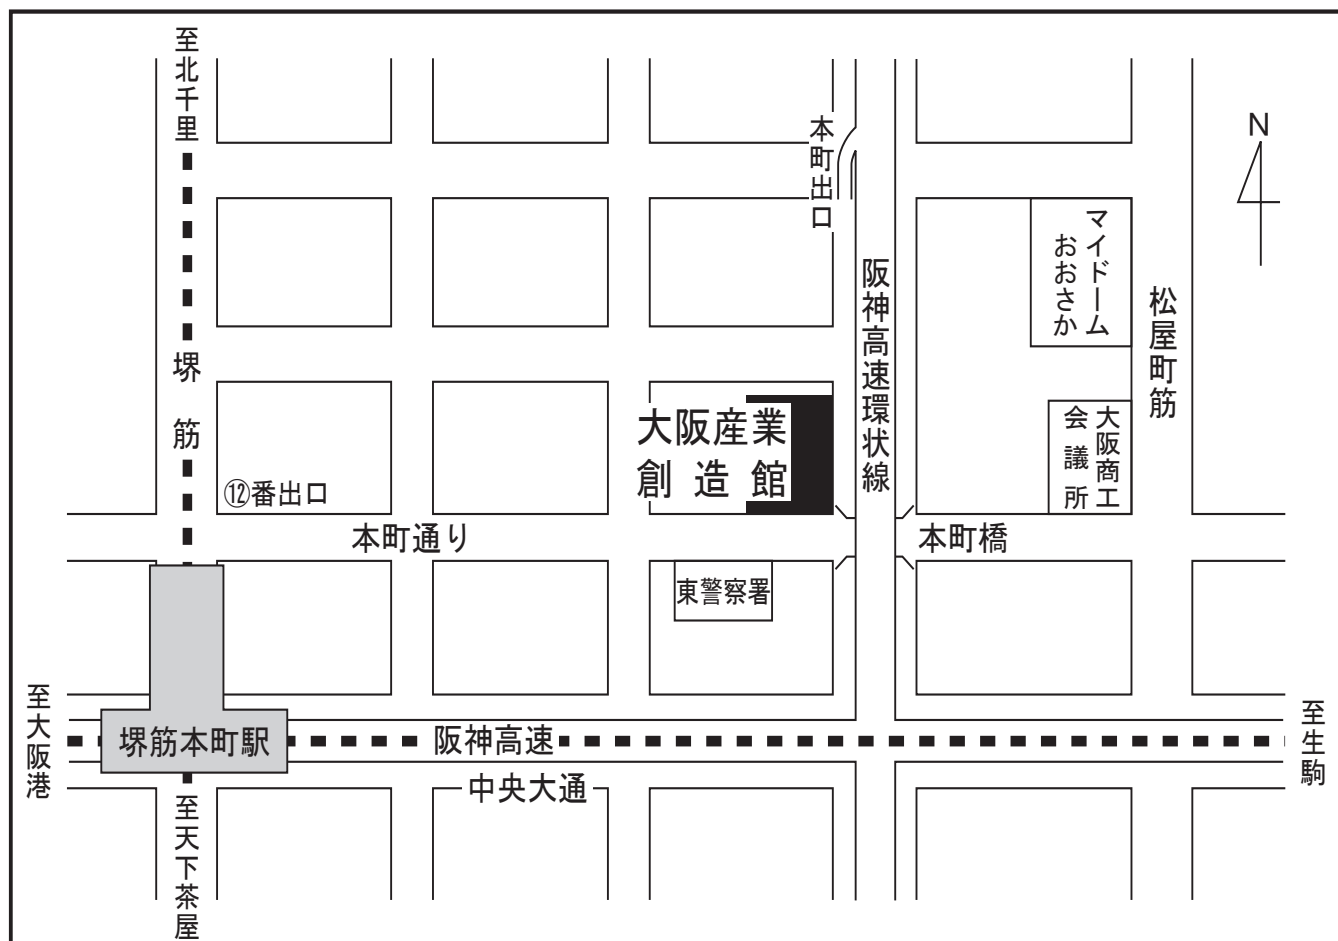 至北千里
N
本町出口
マイドーム
おおさか
阪神高速環状線
松屋町筋
堺筋
大阪産業
創造館
大阪商工
会議所
⑫番出口
本町通り
本町橋
東警察署
至大阪港
堺筋本町駅
阪神高速
至生駒
中央大通
至天下茶屋